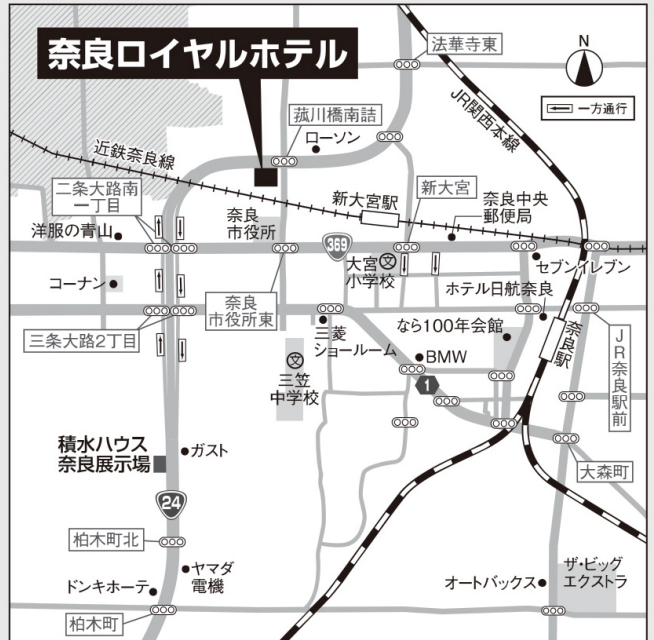 奈良ロイヤルホテル
法華寺東
N
一方通行
JR関西本線
菰川橋南詰
ローソン
近鉄奈良線
二条大路南
一丁目
新大宮駅
新大宮
奈良中央
郵便局
洋服の青山
奈良
市役所
369
大宮
小学校
文
セブンイレブン
コーナン
ホテル日航奈良
奈良
市役所東
三条大路2丁目
三菱
ショールーム
なら100年会館
奈良駅
JR奈良駅前
文
三笠
中学校
BMW
1
積水ハウス
奈良展示場
ガスト
大森町
24
柏木町北
ヤマダ
電機
ドンキホーテ
オートバックス
ザ・ビッグ
エクストラ
柏木町